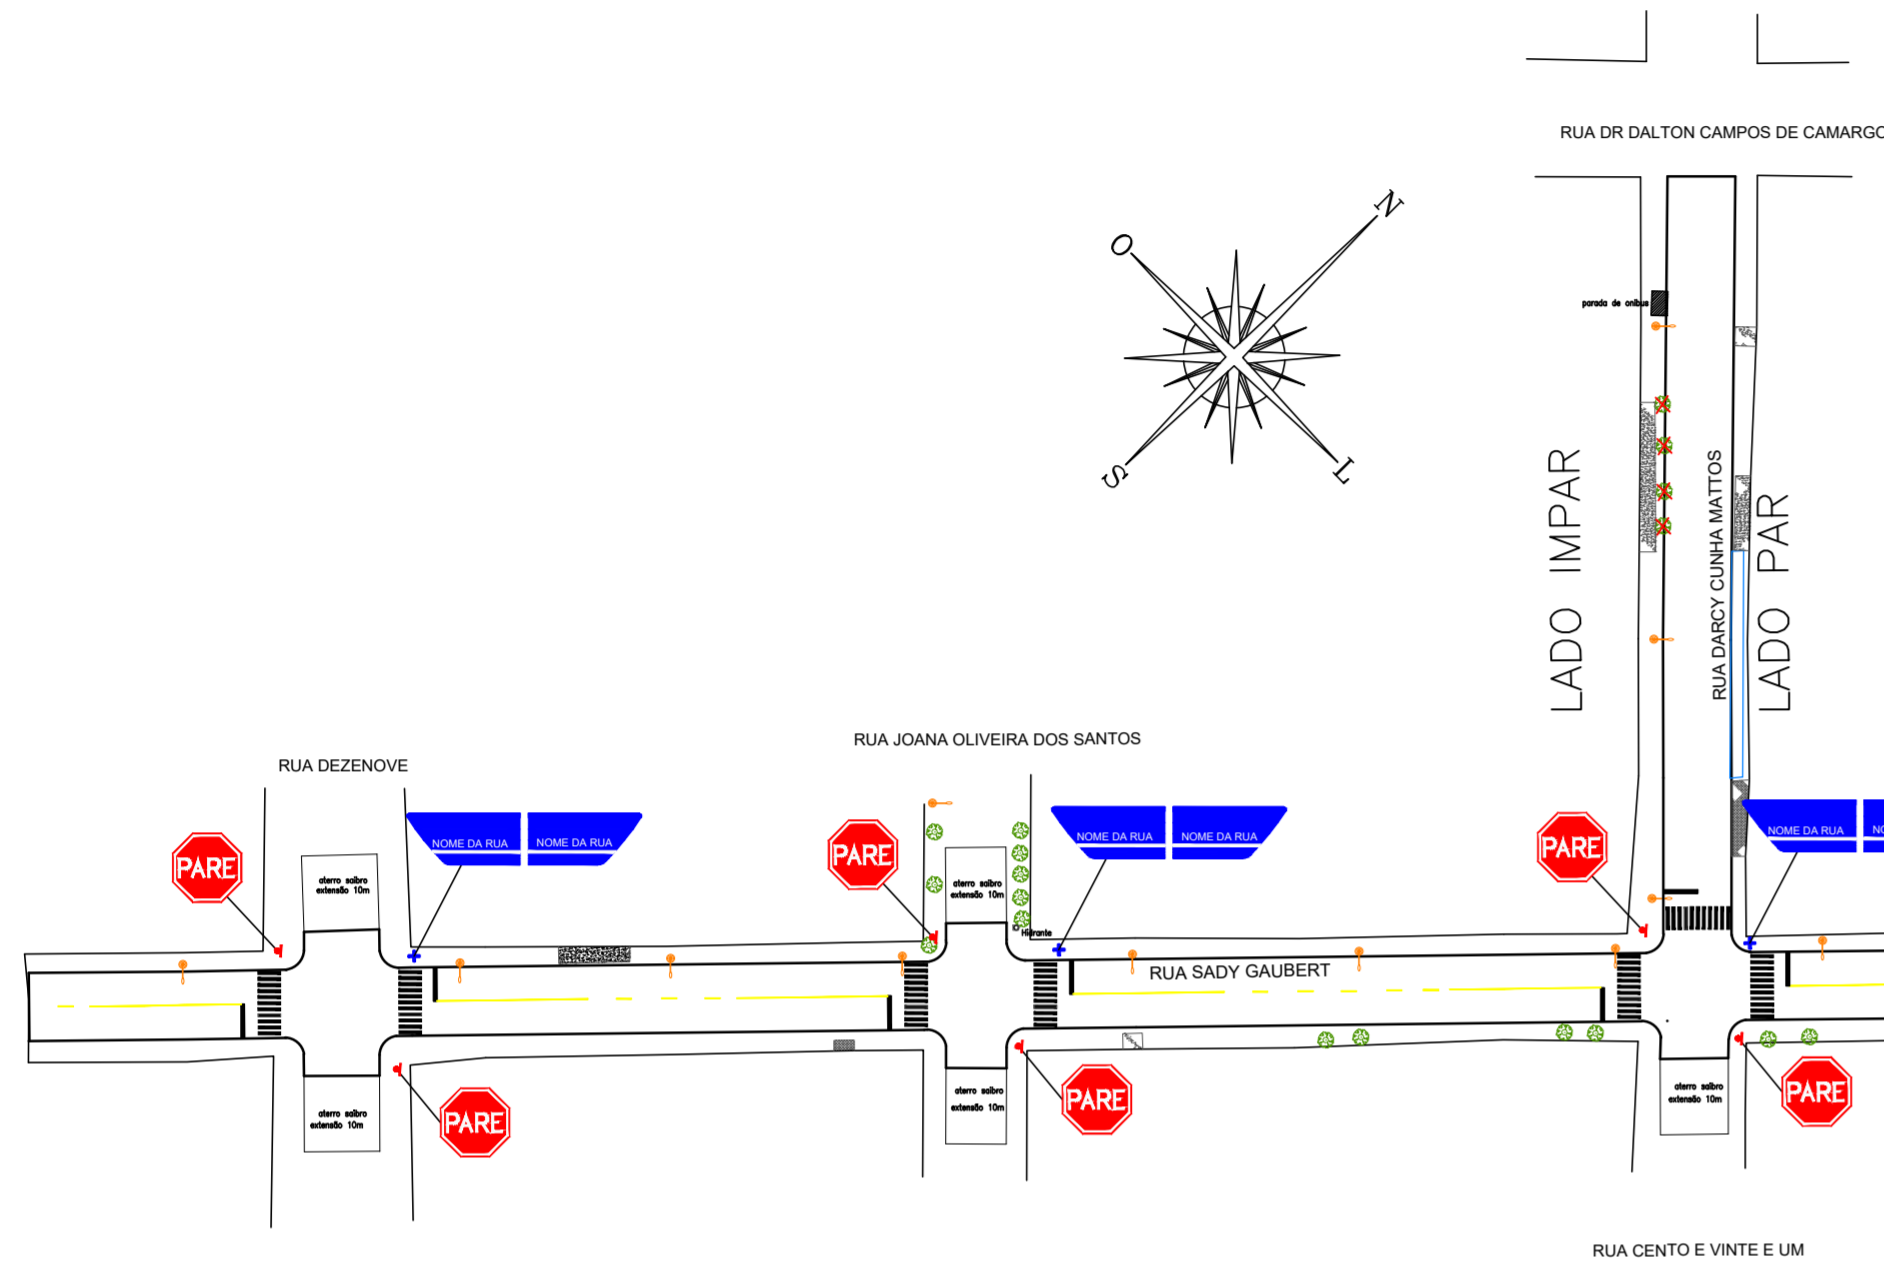 RUA DR DALTON CAMPOS DE CAMARGO
N
O
S
L
parada de onibus
LADO IMPAR
RUA DARCY CUNHA MATTOS
LADO PAR
RUA JOANA OLIVEIRA DOS SANTOS
RUA DEZENOVE
PARE
NOME DA RUA
NOME DA RUA
PARE
NOME DA RUA
NOME DA RUA
PARE
NOME DA RUA
NO
aterro saibro
extensão 10m
aterro saibro
extensão 10m
Hidrante
RUA SADY GAUBERT
aterro saibro
extensão 10m
PARE
aterro saibro
extensão 10m
PARE
aterro saibro
extensão 10m
PARE
RUA CENTO E VINTE E UM